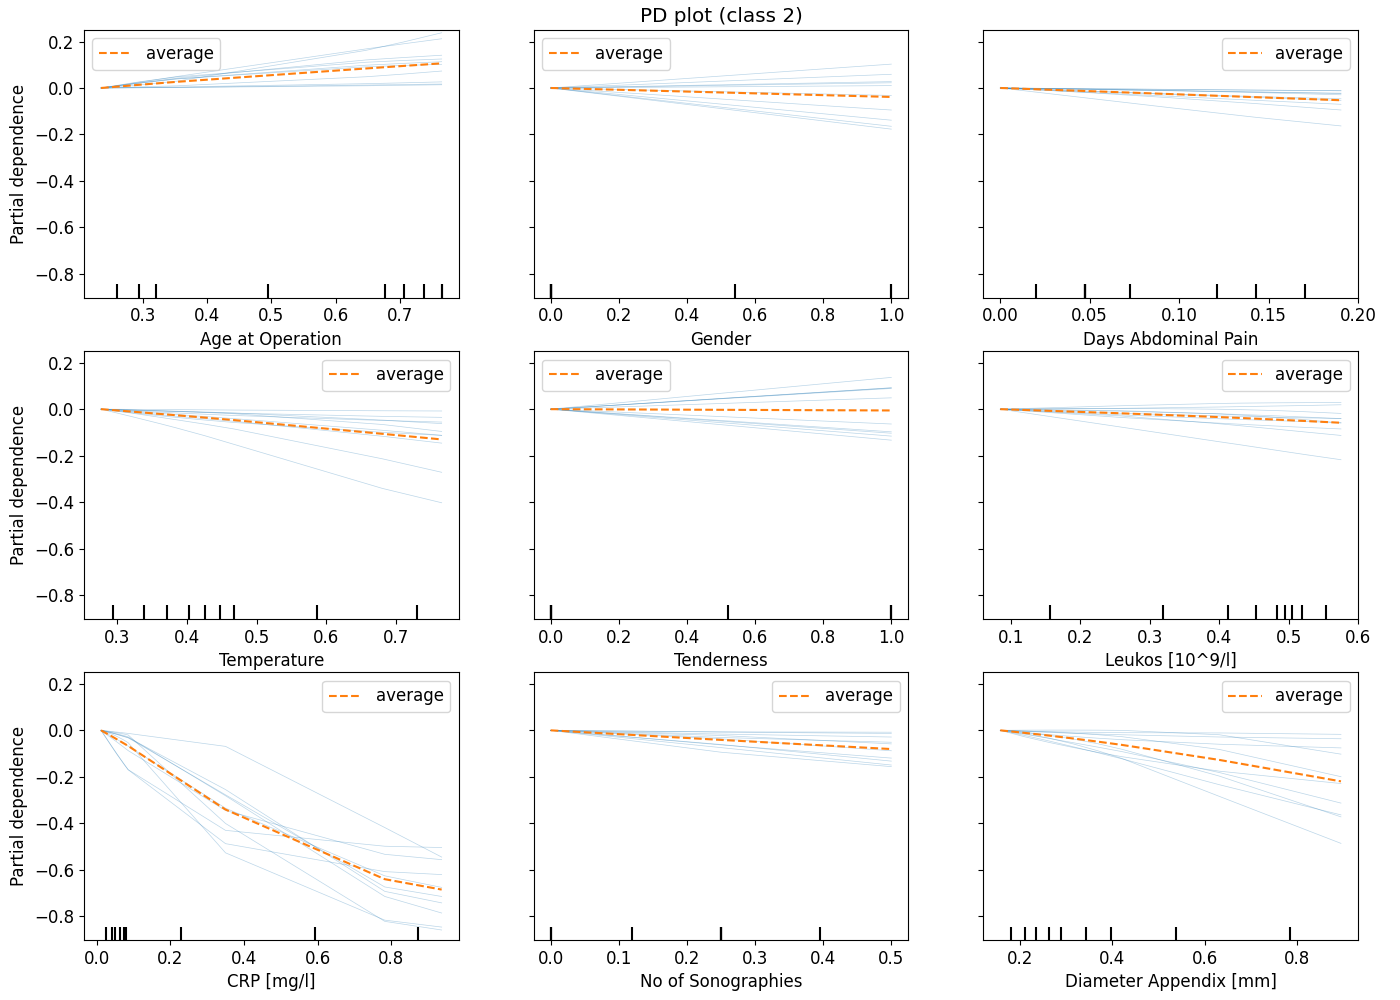 PD plot (class 2)
0.2
0.0
−0.2
−0.4
−0.6
−0.8
Partial dependence
average
average
average
0.3 0.4 0.5 0.6 0.7
0.0 0.2 0.4 0.6 0.8 1.0
0.00 0.05 0.10 0.15 0.20
Age at Operation
Gender
Days Abdominal Pain
0.2
0.0
−0.2
−0.4
−0.6
−0.8
Partial dependence
average
average
average
0.3 0.4 0.5 0.6 0.7
0.0 0.2 0.4 0.6 0.8 1.0
0.1 0.2 0.3 0.4 0.5 0.6
Temperature
Tenderness
Leukos [10^9/l]
0.2
0.0
−0.2
−0.4
−0.6
−0.8
Partial dependence
average
average
average
0.0 0.2 0.4 0.6 0.8
0.0 0.1 0.2 0.3 0.4 0.5
0.2 0.4 0.6 0.8
CRP [mg/l]
No of Sonographies
Diameter Appendix [mm]